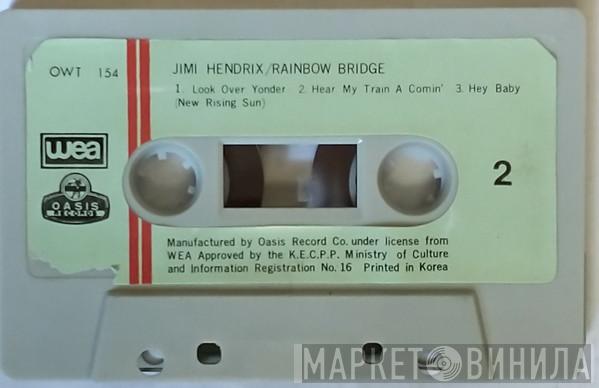 OWT 154
JIMI HENDRIX/RAINBOW BRIDGE
1. Look Over Yonder 2. Hear My Train A Comin' 3. Hey Baby
(New Rising Sun)
wea
OASIS
RECORDS
2
Manufactured by Oasis Record Co. under license from
WEA Approved by the K.E.C.P.P. Ministry of Culture
and Information Registration No. 16 Printed in Korea
МАРКЕТ ВИНИЛА